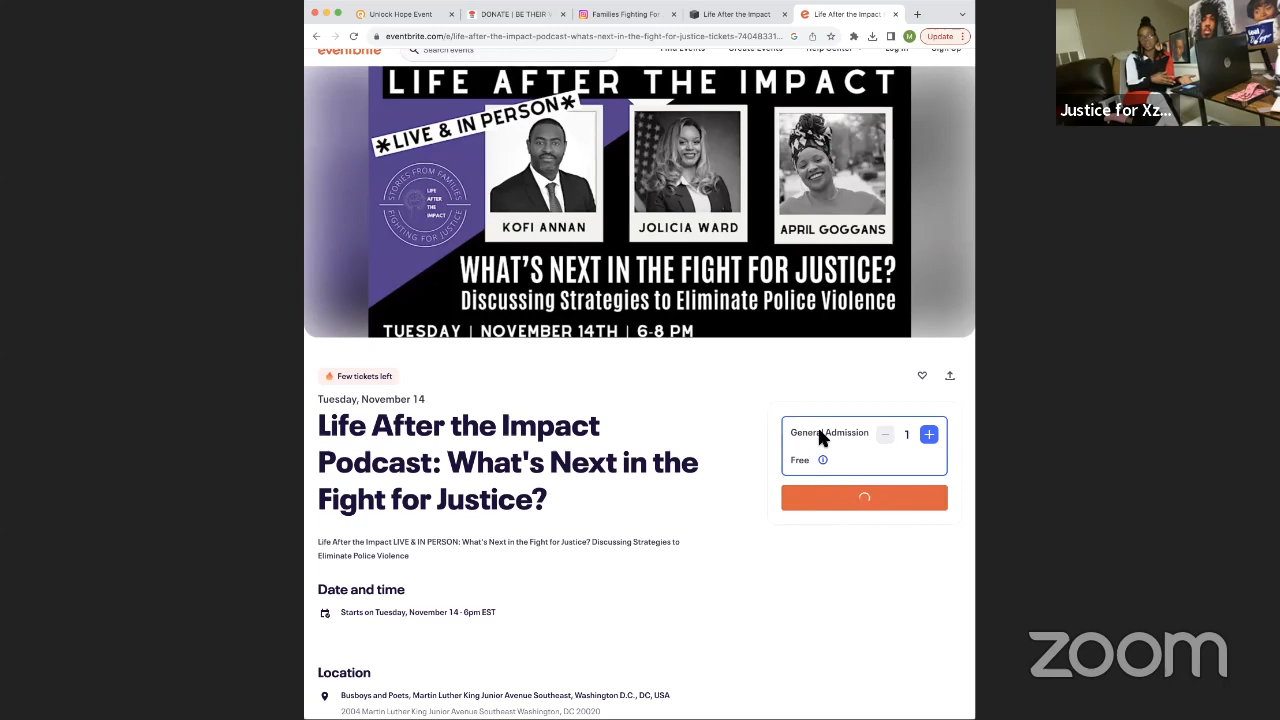 Unlock Hope Event
DONATE | BE THEIR V
Families Fighting For
Life After the Impact
Life After the Impact
eventbrite.com/e/life-after-the-impact-podcast-whats-next-in-the-fight-for-justice-tickets-74048331...
Update
M
eventbrite
Search events
Find Events
Create Events
Help Center
Log In
Sign Up
LIFE AFTER THE IMPACT
*LIVE & IN PERSON*
STORIES FROM FAMILIES
FIGHTING FOR JUSTICE
LIFE
AFTER
THE
IMPACT
KOFI ANNAN
JOLICIA WARD
APRIL GOGGANS
WHAT'S NEXT IN THE FIGHT FOR JUSTICE?
Discussing Strategies to Eliminate Police Violence
TUESDAY | NOVEMBER 14TH | 6-8 PM
Few tickets left
Tuesday, November 14
Life After the Impact
Podcast: What's Next in the
Fight for Justice?
General Admission
1
Free
Life After the Impact LIVE & IN PERSON: What's Next in the Fight for Justice? Discussing Strategies to
Eliminate Police Violence
Date and time
Starts on Tuesday, November 14 · 6pm EST
Location
Busboys and Poets, Martin Luther King Junior Avenue Southeast, Washington D.C., DC, USA
2004 Martin Luther King Junior Avenue Southeast Washington, DC 20020
Justice for Xz...
zoom